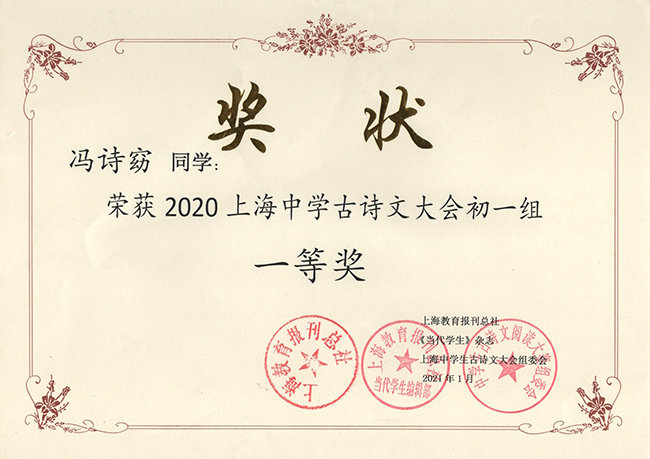 奖 状
冯诗窈 同学:
荣获 2020 上海中学古诗文大会初一组
一等奖
上海教育报刊总社
《当代学生》杂志
上海中学生古诗文大会组委会
2021 年 1 月
上海教育报刊总社
上海教育报刊总社
当代学生编辑部
中学生古诗文阅读大赛组委会